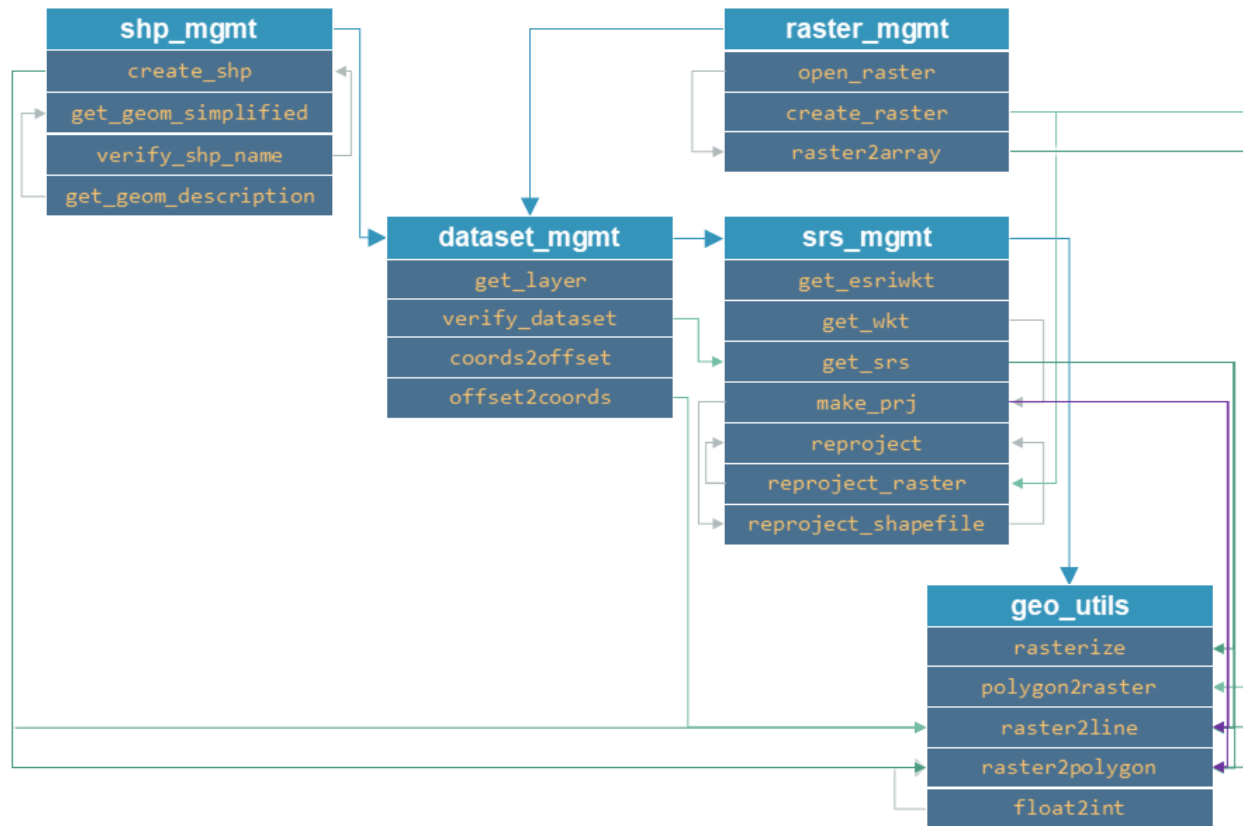 shp_mgmt
create_shp
get_geom_simplified
verify_shp_name
get_geom_description
raster_mgmt
open_raster
create_raster
raster2array
dataset_mgmt
get_layer
verify_dataset
coords2offset
offset2coords
srs_mgmt
get_esriwkt
get_wkt
get_srs
make_prj
reproject
reproject_raster
reproject_shapefile
geo_utils
rasterize
polygon2raster
raster2line
raster2polygon
float2int